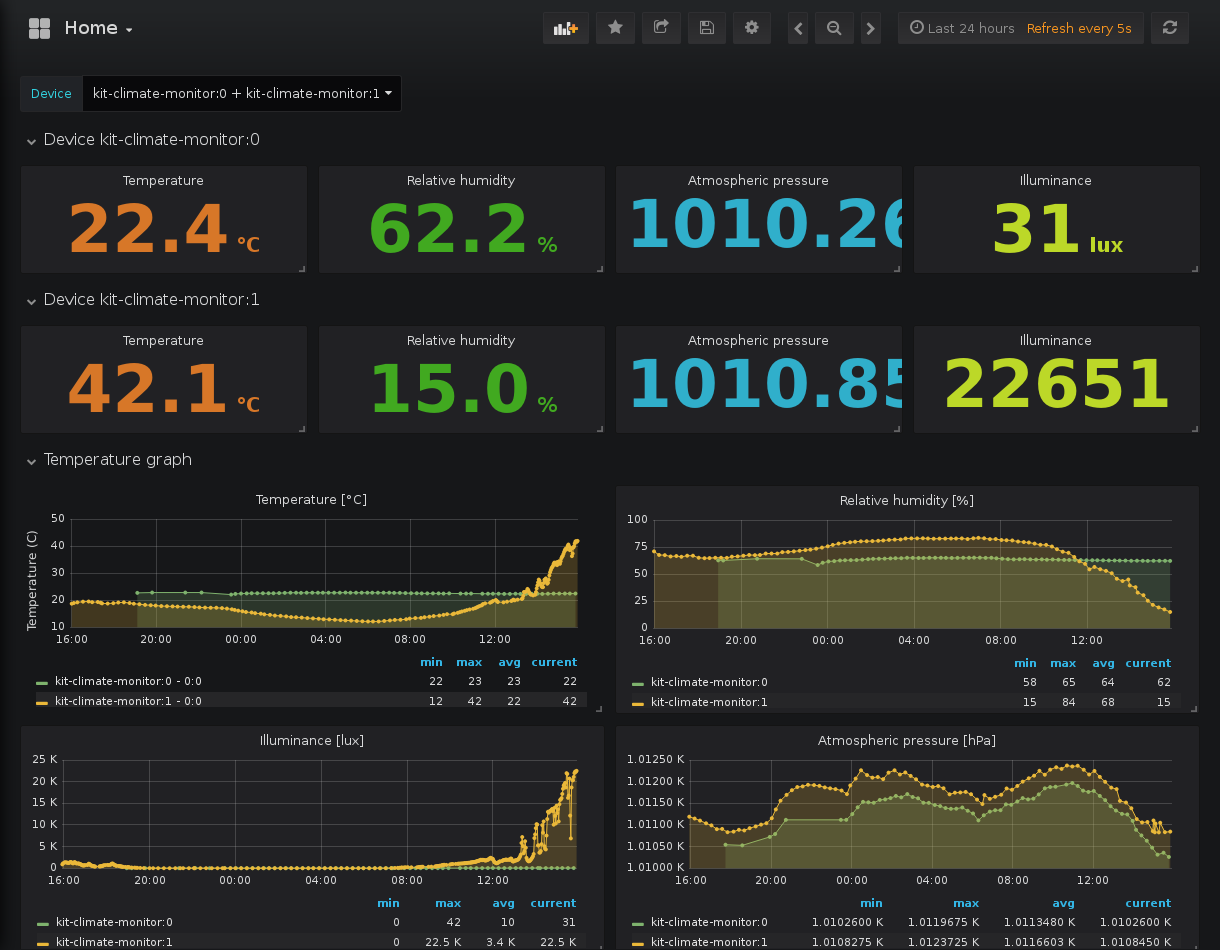 Home
Last 24 hours Refresh every 5s
Device kit-climate-monitor:0 + kit-climate-monitor:1
Device kit-climate-monitor:0
Temperature Relative humidity Atmospheric pressure Illuminance
22.4 °C 62.2 % 1010.26 31 lux
Device kit-climate-monitor:1
Temperature Relative humidity Atmospheric pressure Illuminance
42.1 °C 15.0 % 1010.85 22651
Temperature graph
Temperature [°C]
Temperature (C)
50
40
30
20
10
16:00 20:00 00:00 04:00 08:00 12:00
min max avg current
kit-climate-monitor:0 - 0:0 22 23 23 22
kit-climate-monitor:1 - 0:0 12 42 22 42
Relative humidity [%]
100
75
50
25
0
16:00 20:00 00:00 04:00 08:00 12:00
min max avg current
kit-climate-monitor:0 58 65 64 62
kit-climate-monitor:1 15 84 68 15
Illuminance [lux]
25 K
20 K
15 K
10 K
5 K
0
16:00 20:00 00:00 04:00 08:00 12:00
min max avg current
kit-climate-monitor:0 0 42 10 31
kit-climate-monitor:1 0 22.5 K 3.4 K 22.5 K
Atmospheric pressure [hPa]
1.01250 K
1.01200 K
1.01150 K
1.01100 K
1.01050 K
1.01000 K
16:00 20:00 00:00 04:00 08:00 12:00
min max avg current
kit-climate-monitor:0 1.0102600 K 1.0119675 K 1.0113480 K 1.0102600 K
kit-climate-monitor:1 1.0108275 K 1.0123725 K 1.0116603 K 1.0108450 K